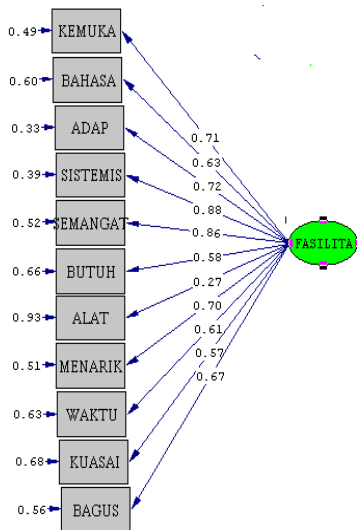 0.49 KEMUKA
0.60 BAHASA
0.33 ADAP
0.39 SISTEMIS
0.52 SEMANGAT
0.66 BUTUH
0.93 ALAT
0.51 MENARIK
0.63 WAKTU
0.68 KUASAI
0.56 BAGUS
0.71
0.63
0.72
0.88
0.86
0.58
0.27
0.70
0.61
0.57
0.67
FASILITA